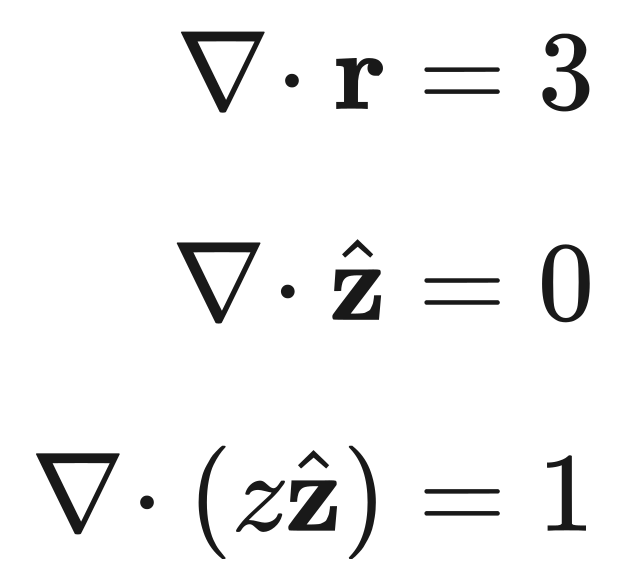 ∇ · 𝐫 = 3
∇ · 𝐳̂ = 0
∇ · (z𝐳̂) = 1